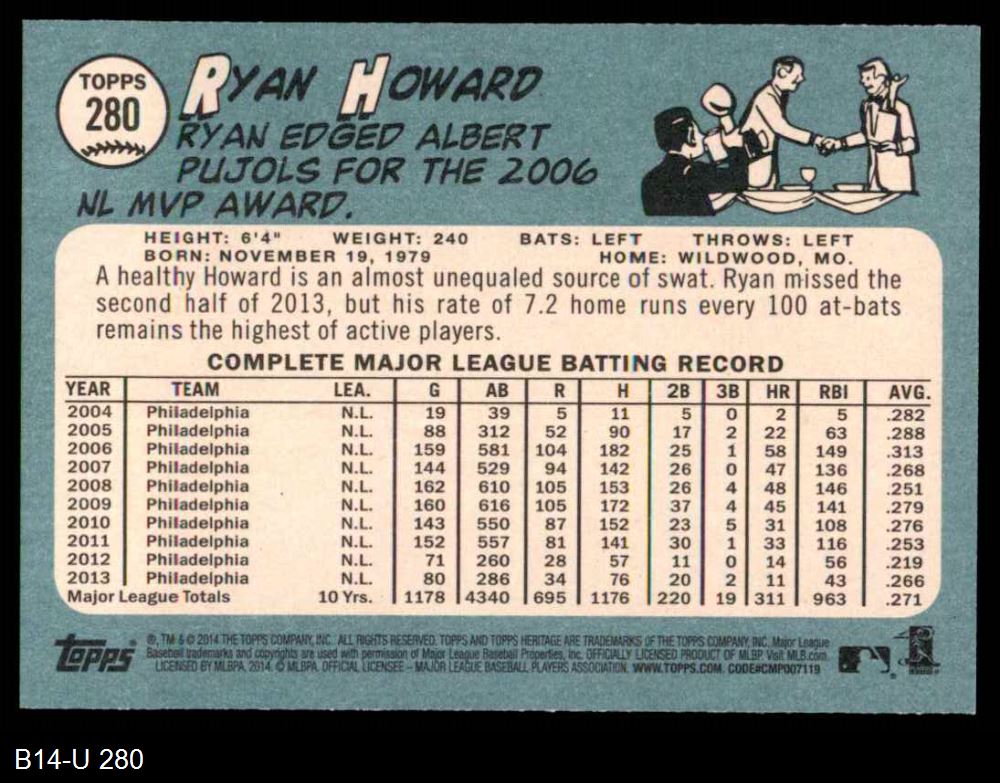 TOPPS
280
RYAN HOWARD
RYAN EDGED ALBERT
PUJOLS FOR THE 2006
NL MVP AWARD.
HEIGHT: 6'4" WEIGHT: 240 BATS: LEFT THROWS: LEFT
BORN: NOVEMBER 19, 1979 HOME: WILDWOOD, MO.
A healthy Howard is an almost unequaled source of swat. Ryan missed the
second half of 2013, but his rate of 7.2 home runs every 100 at-bats
remains the highest of active players.
COMPLETE MAJOR LEAGUE BATTING RECORD
YEAR TEAM LEA. G AB R H 2B 3B HR RBI AVG.
2004 Philadelphia N.L. 19 39 5 11 5 0 2 5 .282
2005 Philadelphia N.L. 88 312 52 90 17 2 22 63 .288
2006 Philadelphia N.L. 159 581 104 182 25 1 58 149 .313
2007 Philadelphia N.L. 144 529 94 142 26 0 47 136 .268
2008 Philadelphia N.L. 162 610 105 153 26 4 48 146 .251
2009 Philadelphia N.L. 160 616 105 172 37 4 45 141 .279
2010 Philadelphia N.L. 143 550 87 152 23 5 31 108 .276
2011 Philadelphia N.L. 152 557 81 141 30 1 33 116 .253
2012 Philadelphia N.L. 71 260 28 57 11 0 14 56 .219
2013 Philadelphia N.L. 80 286 34 76 20 2 11 43 .266
Major League Totals 10 Yrs. 1178 4340 695 1176 220 19 311 963 .271
Topps
®, TM & © 2014 THE TOPPS COMPANY, INC. ALL RIGHTS RESERVED. TOPPS AND TOPPS HERITAGE ARE TRADEMARKS OF THE TOPPS COMPANY, INC. Major League
Baseball trademarks and copyrights are used with permission of Major League Baseball Properties, Inc. OFFICIALLY LICENSED PRODUCT OF MLBP Visit MLB.com
LICENSED BY MLBPA, 2014. © MLBPA. OFFICIAL LICENSEE – MAJOR LEAGUE BASEBALL PLAYERS ASSOCIATION. WWW.TOPPS.COM. CODE#CMP007119
B14-U 280